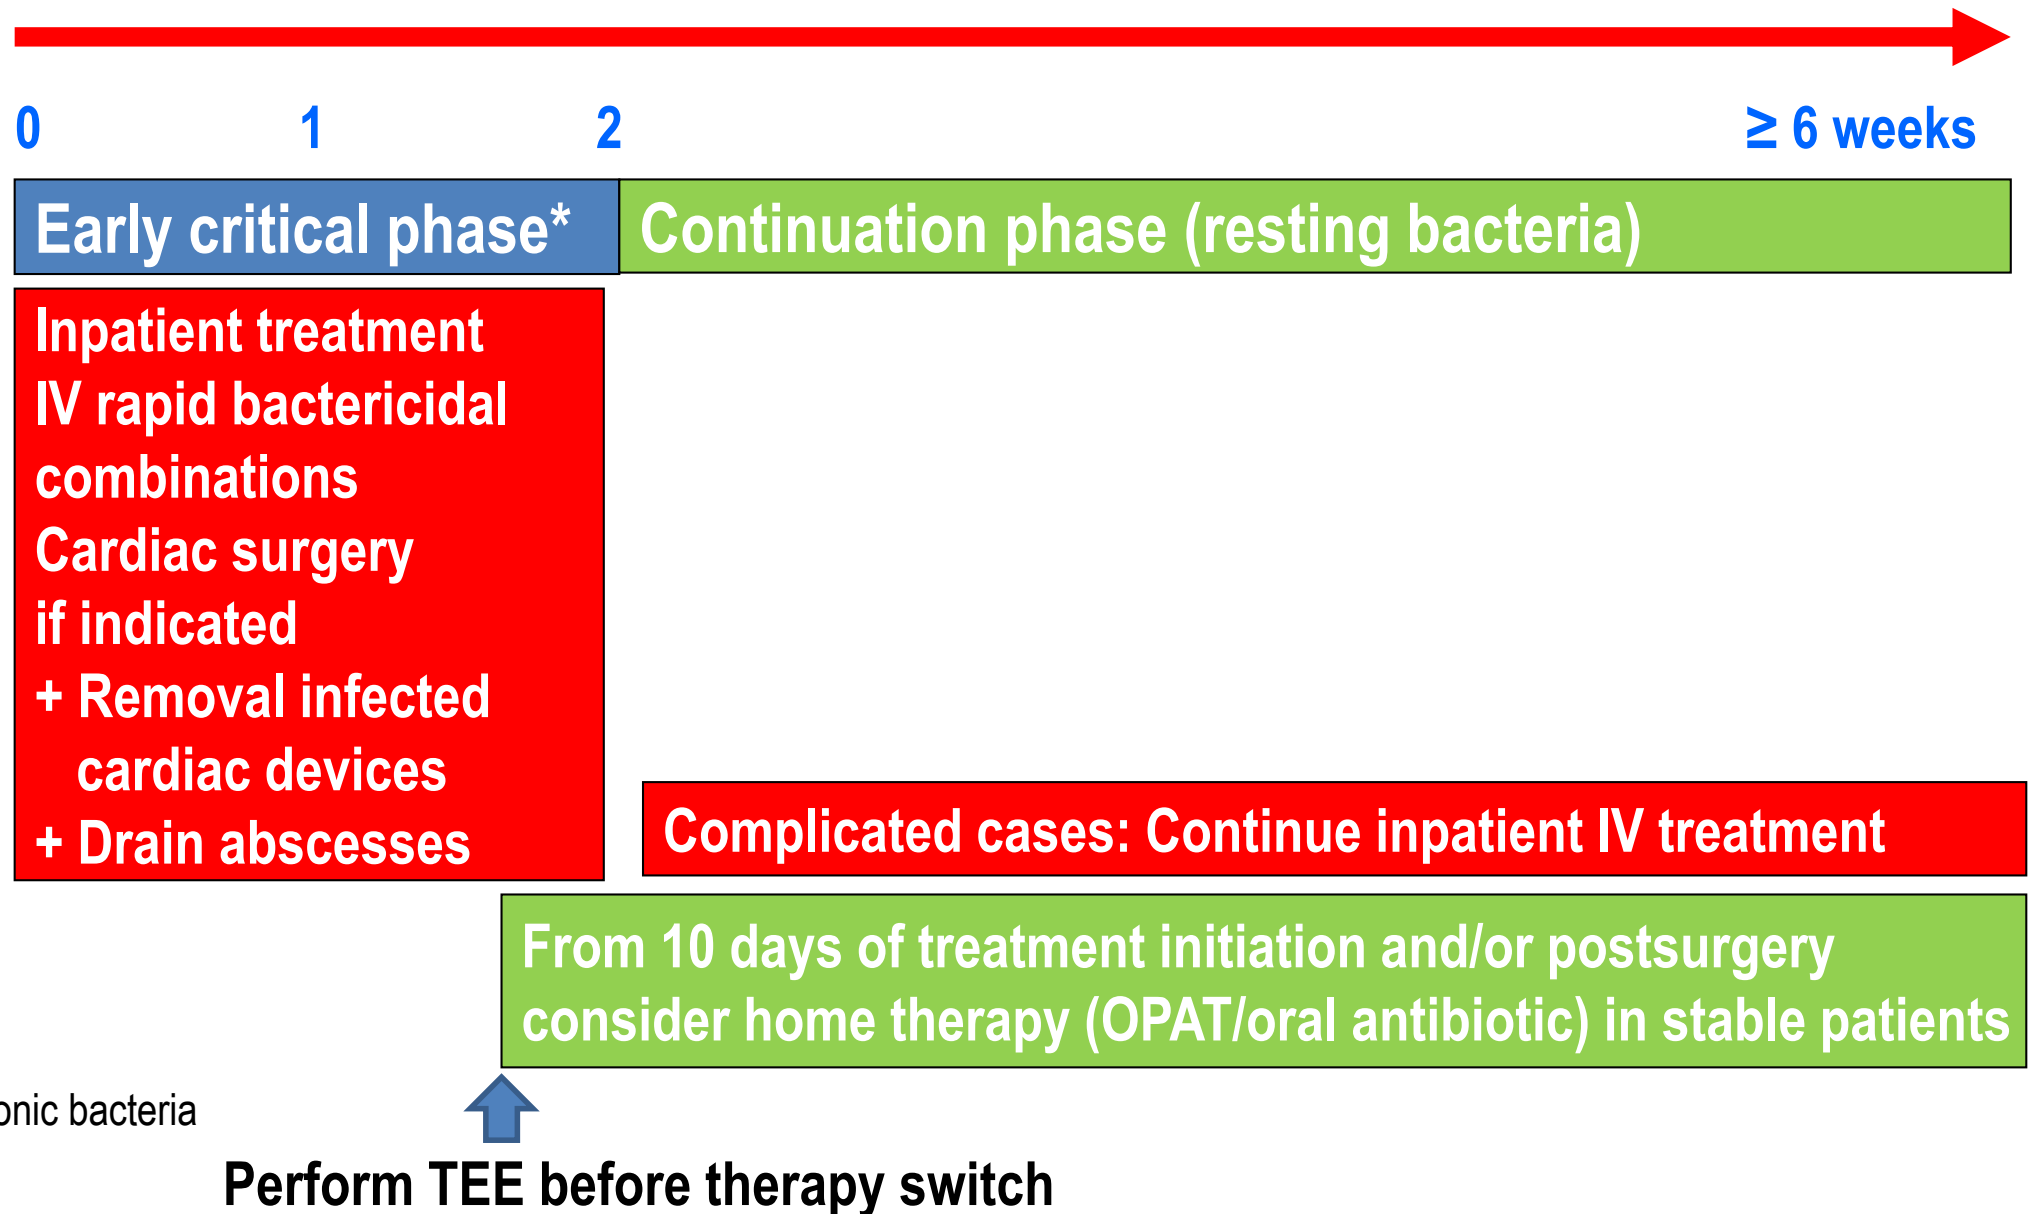 0 1 2 ≥ 6 weeks
Early critical phase* Continuation phase (resting bacteria)
Inpatient treatment
IV rapid bactericidal
combinations
Cardiac surgery
if indicated
+ Removal infected
cardiac devices
+ Drain abscesses
Complicated cases: Continue inpatient IV treatment
From 10 days of treatment initiation and/or postsurgery
consider home therapy (OPAT/oral antibiotic) in stable patients
bacteria
Perform TEE before therapy switch